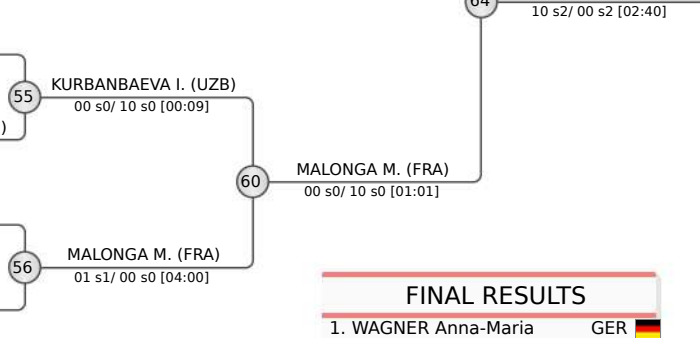 64
10 s2/ 00 s2 [02:40]
55
KURBANBAEVA I. (UZB)
00 s0/ 10 s0 [00:09]
)
60
MALONGA M. (FRA)
00 s0/ 10 s0 [01:01]
56
MALONGA M. (FRA)
01 s1/ 00 s0 [04:00]
FINAL RESULTS
1. WAGNER Anna-Maria GER